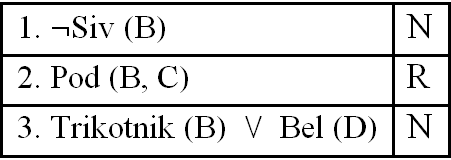 1. ¬Siv (B) N
2. Pod (B, C) R
3. Trikotnik (B) \/ Bel (D) N